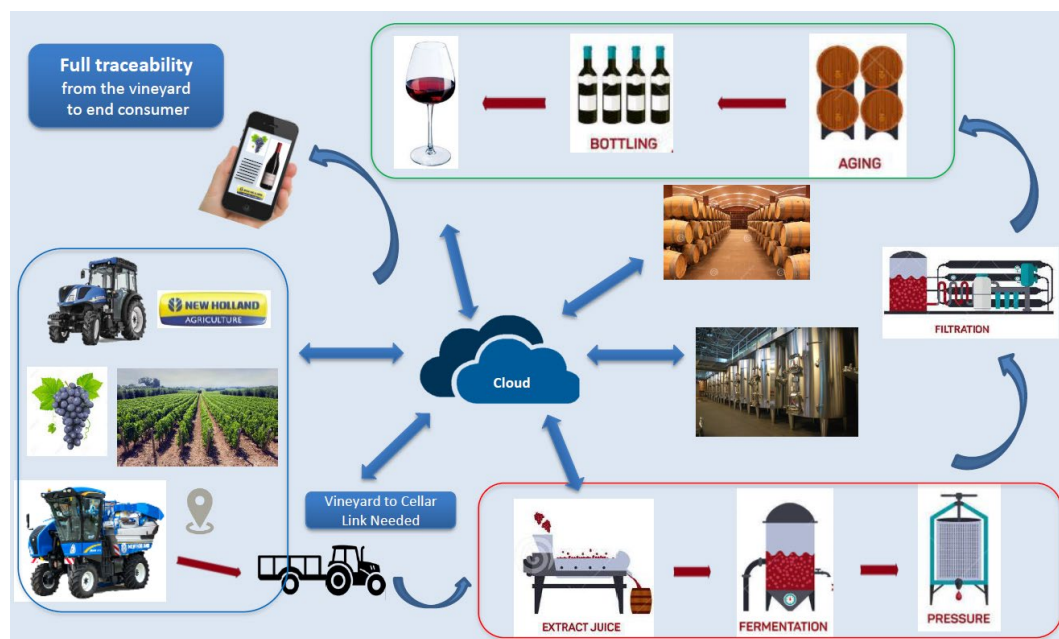 Full traceability
from the vineyard
to end consumer
BOTTLING
AGING
NEW HOLLAND
AGRICULTURE
FILTRATION
Cloud
Vineyard to Cellar
Link Needed
EXTRACT JUICE
FERMENTATION
PRESSURE